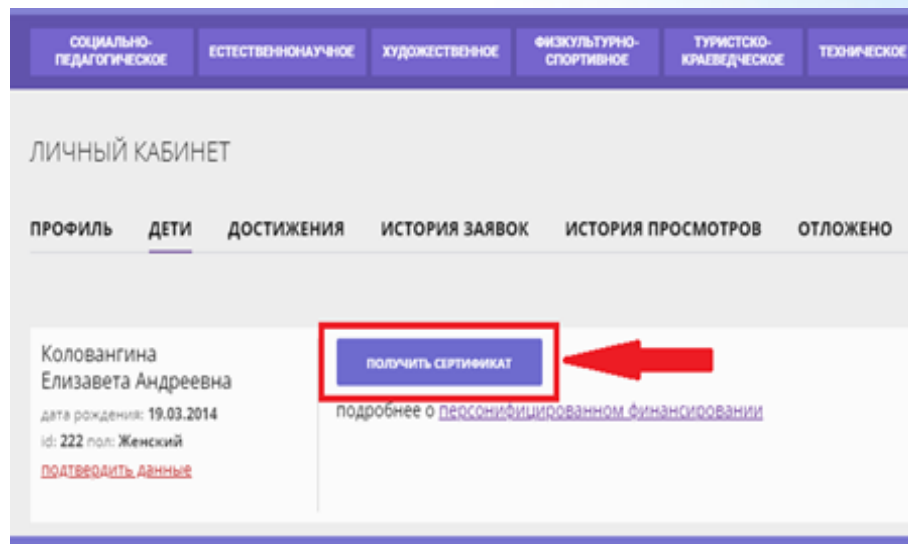 СОЦИАЛЬНО-
ПЕДАГОГИЧЕСКОЕ
ЕСТЕСТВЕННОНАУЧНОЕ
ХУДОЖЕСТВЕННОЕ
ФИЗКУЛЬТУРНО-
СПОРТИВНОЕ
ТУРИСТСКО-
КРАЕВЕДЧЕСКОЕ
ТЕХНИЧЕСКОЕ
ЛИЧНЫЙ КАБИНЕТ
ПРОФИЛЬ ДЕТИ ДОСТИЖЕНИЯ ИСТОРИЯ ЗАЯВОК ИСТОРИЯ ПРОСМОТРОВ ОТЛОЖЕНО
Коловангина
Елизавета Андреевна
дата рождения: 19.03.2014
id: 222 пол: Женский
подтвердить данные
ПОЛУЧИТЬ СЕРТИФИКАТ
подробнее о персонифицированном финансировании